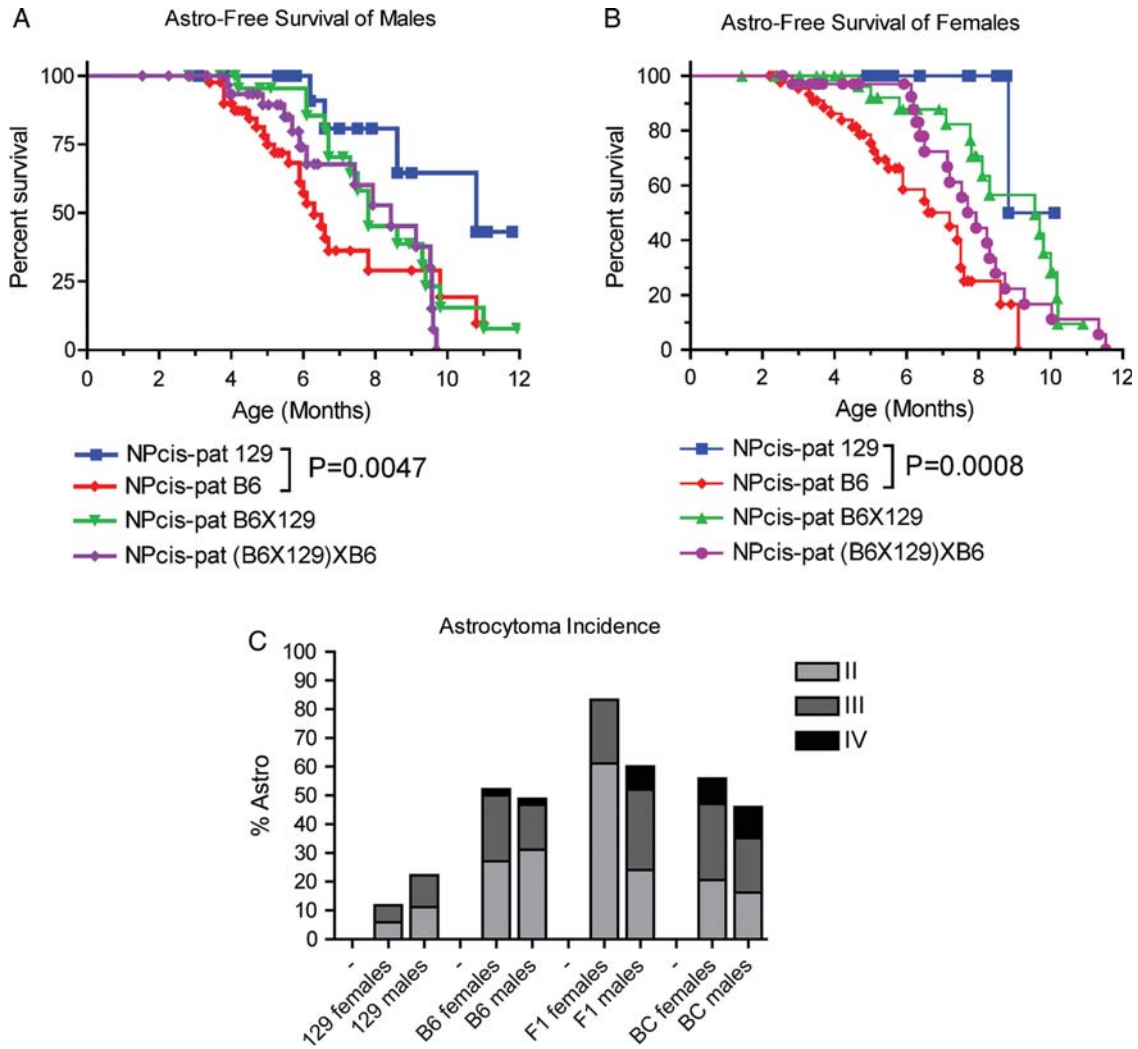 A
Astro-Free Survival of Males
Percent survival
100
75
50
25
0
0 2 4 6 8 10 12
Age (Months)
NPcis-pat 129
NPcis-pat B6
P=0.0047
NPcis-pat B6X129
NPcis-pat (B6X129)XB6
B
Astro-Free Survival of Females
Percent survival
100
80
60
40
20
0
0 2 4 6 8 10 12
Age (Months)
NPcis-pat 129
NPcis-pat B6
P=0.0008
NPcis-pat B6X129
NPcis-pat (B6X129)XB6
C
Astrocytoma Incidence
% Astro
100
90
80
70
60
50
40
30
20
10
0
-
129 females
129 males
-
B6 females
B6 males
-
F1 females
F1 males
-
BC females
BC males
II
III
IV